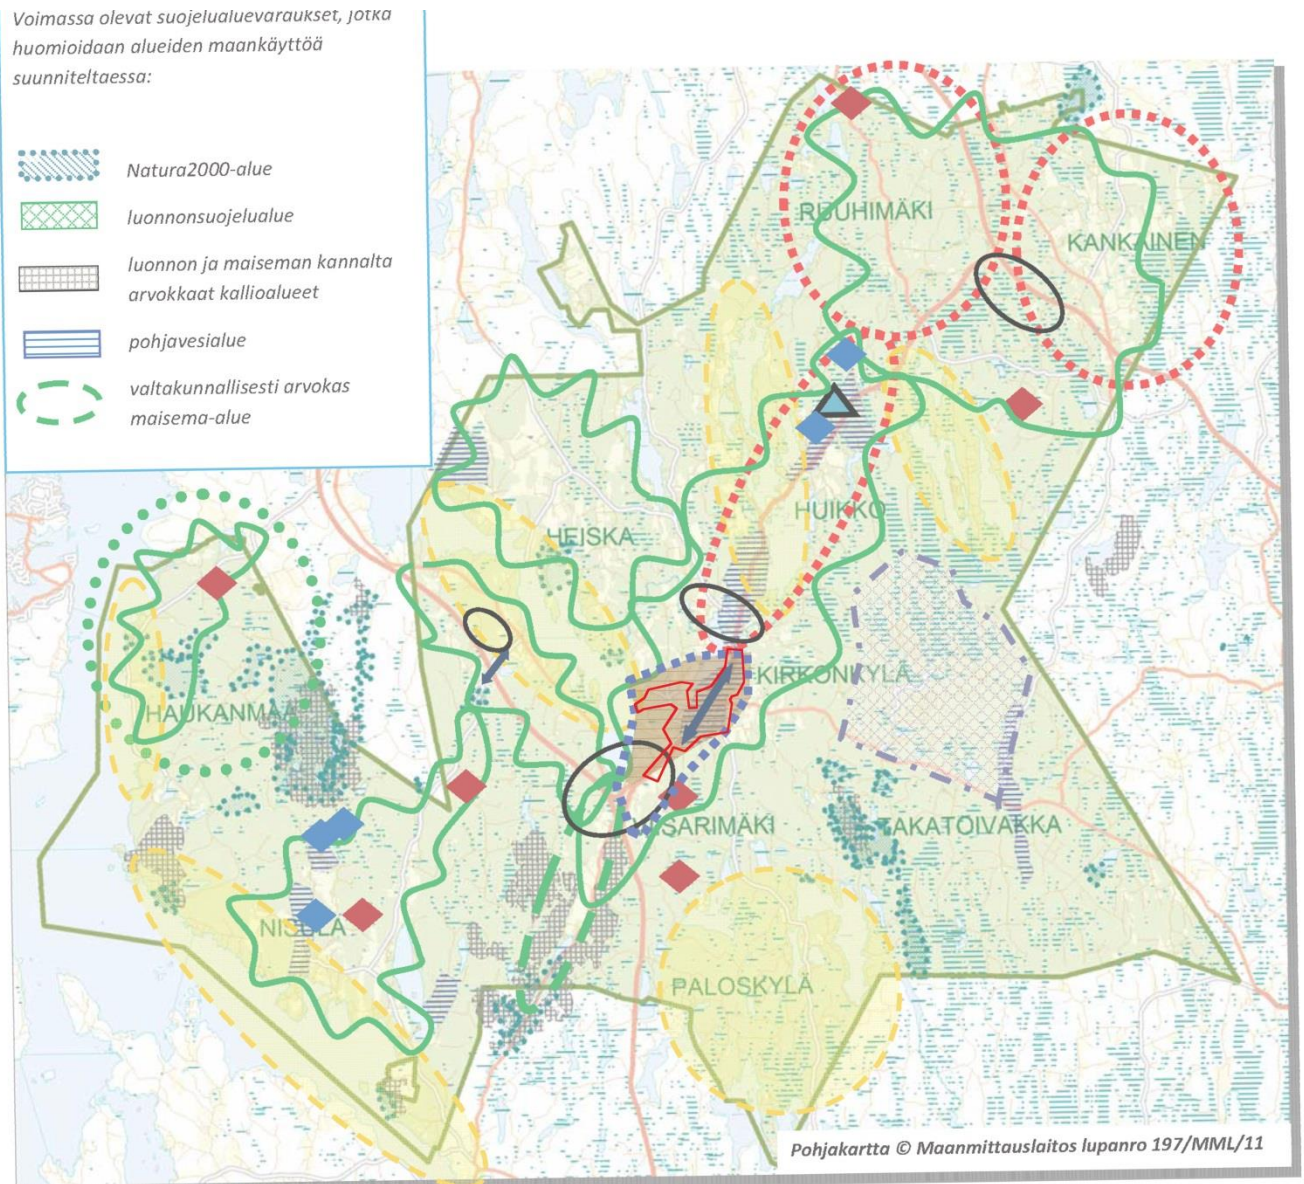 Voimassa olevat suojelualuevaraukset, jotka
huomioidaan alueiden maankäyttöä
suunniteltaessa:
Natura2000-alue
luonnonsuojelualue
luonnon ja maiseman kannalta
arvokkaat kallioalueet
pohjavesialue
valtakunnallisesti arvokas
maisema-alue
RUUHIMÄKI
KANKAINEN
HUIKKO
HEISKA
KIRKONKYLÄ
HAUKANMAA
SARIMÄKI
TAKATOIVAKKA
NISULA
PALOSKYLÄ
Pohjakartta © Maanmittauslaitos lupanro 197/MML/11